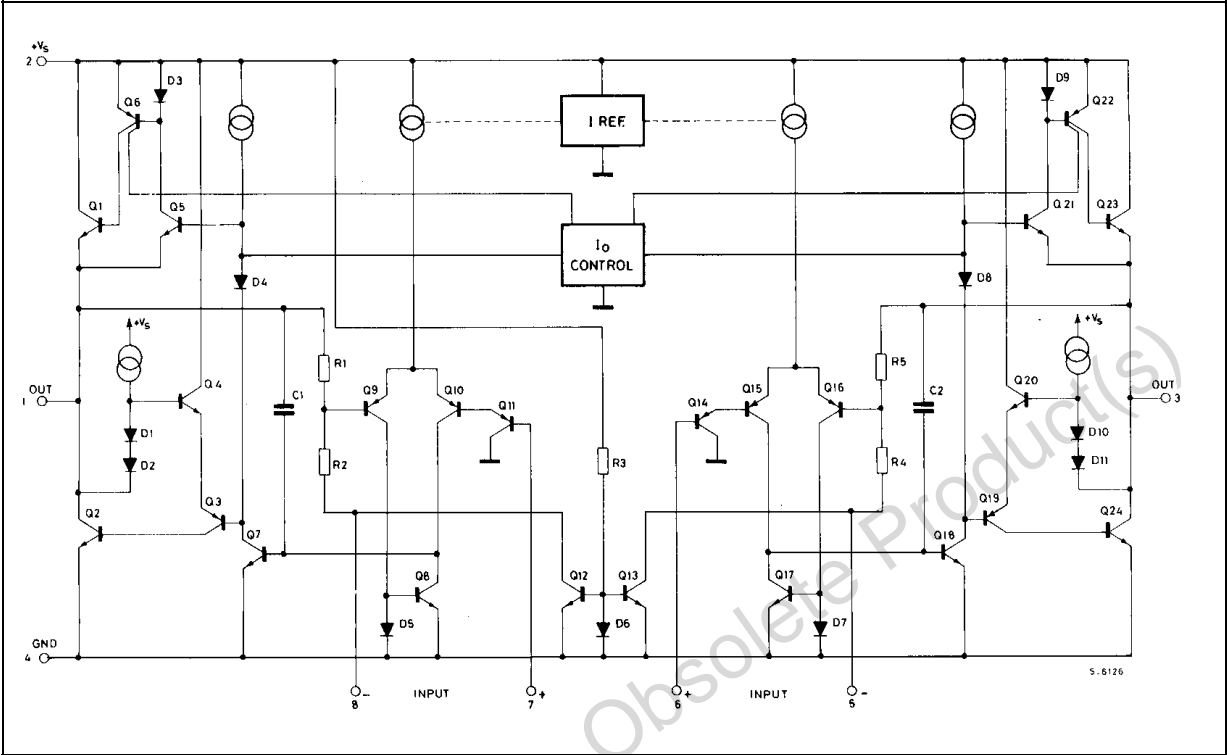 +Vs
2
D3
Q6
D9
Q22
I REF.
Q1
Q5
Q21
Q23
Io
CONTROL
D4
D8
+Vs
+Vs
R1
R5
OUT
1
Q4
C1
Q9
Q10
Q11
Q14
Q15
Q16
C2
Q20
OUT
3
D1
D2
R2
R3
R4
D10
D11
Q2
Q3
Q7
Q19
Q24
Q18
Q8
Q12
Q13
Q17
D5
D6
D7
GND
4
S-6126
8
-
INPUT
+
7
6
+
INPUT
-
5
Obsolete Product(s)